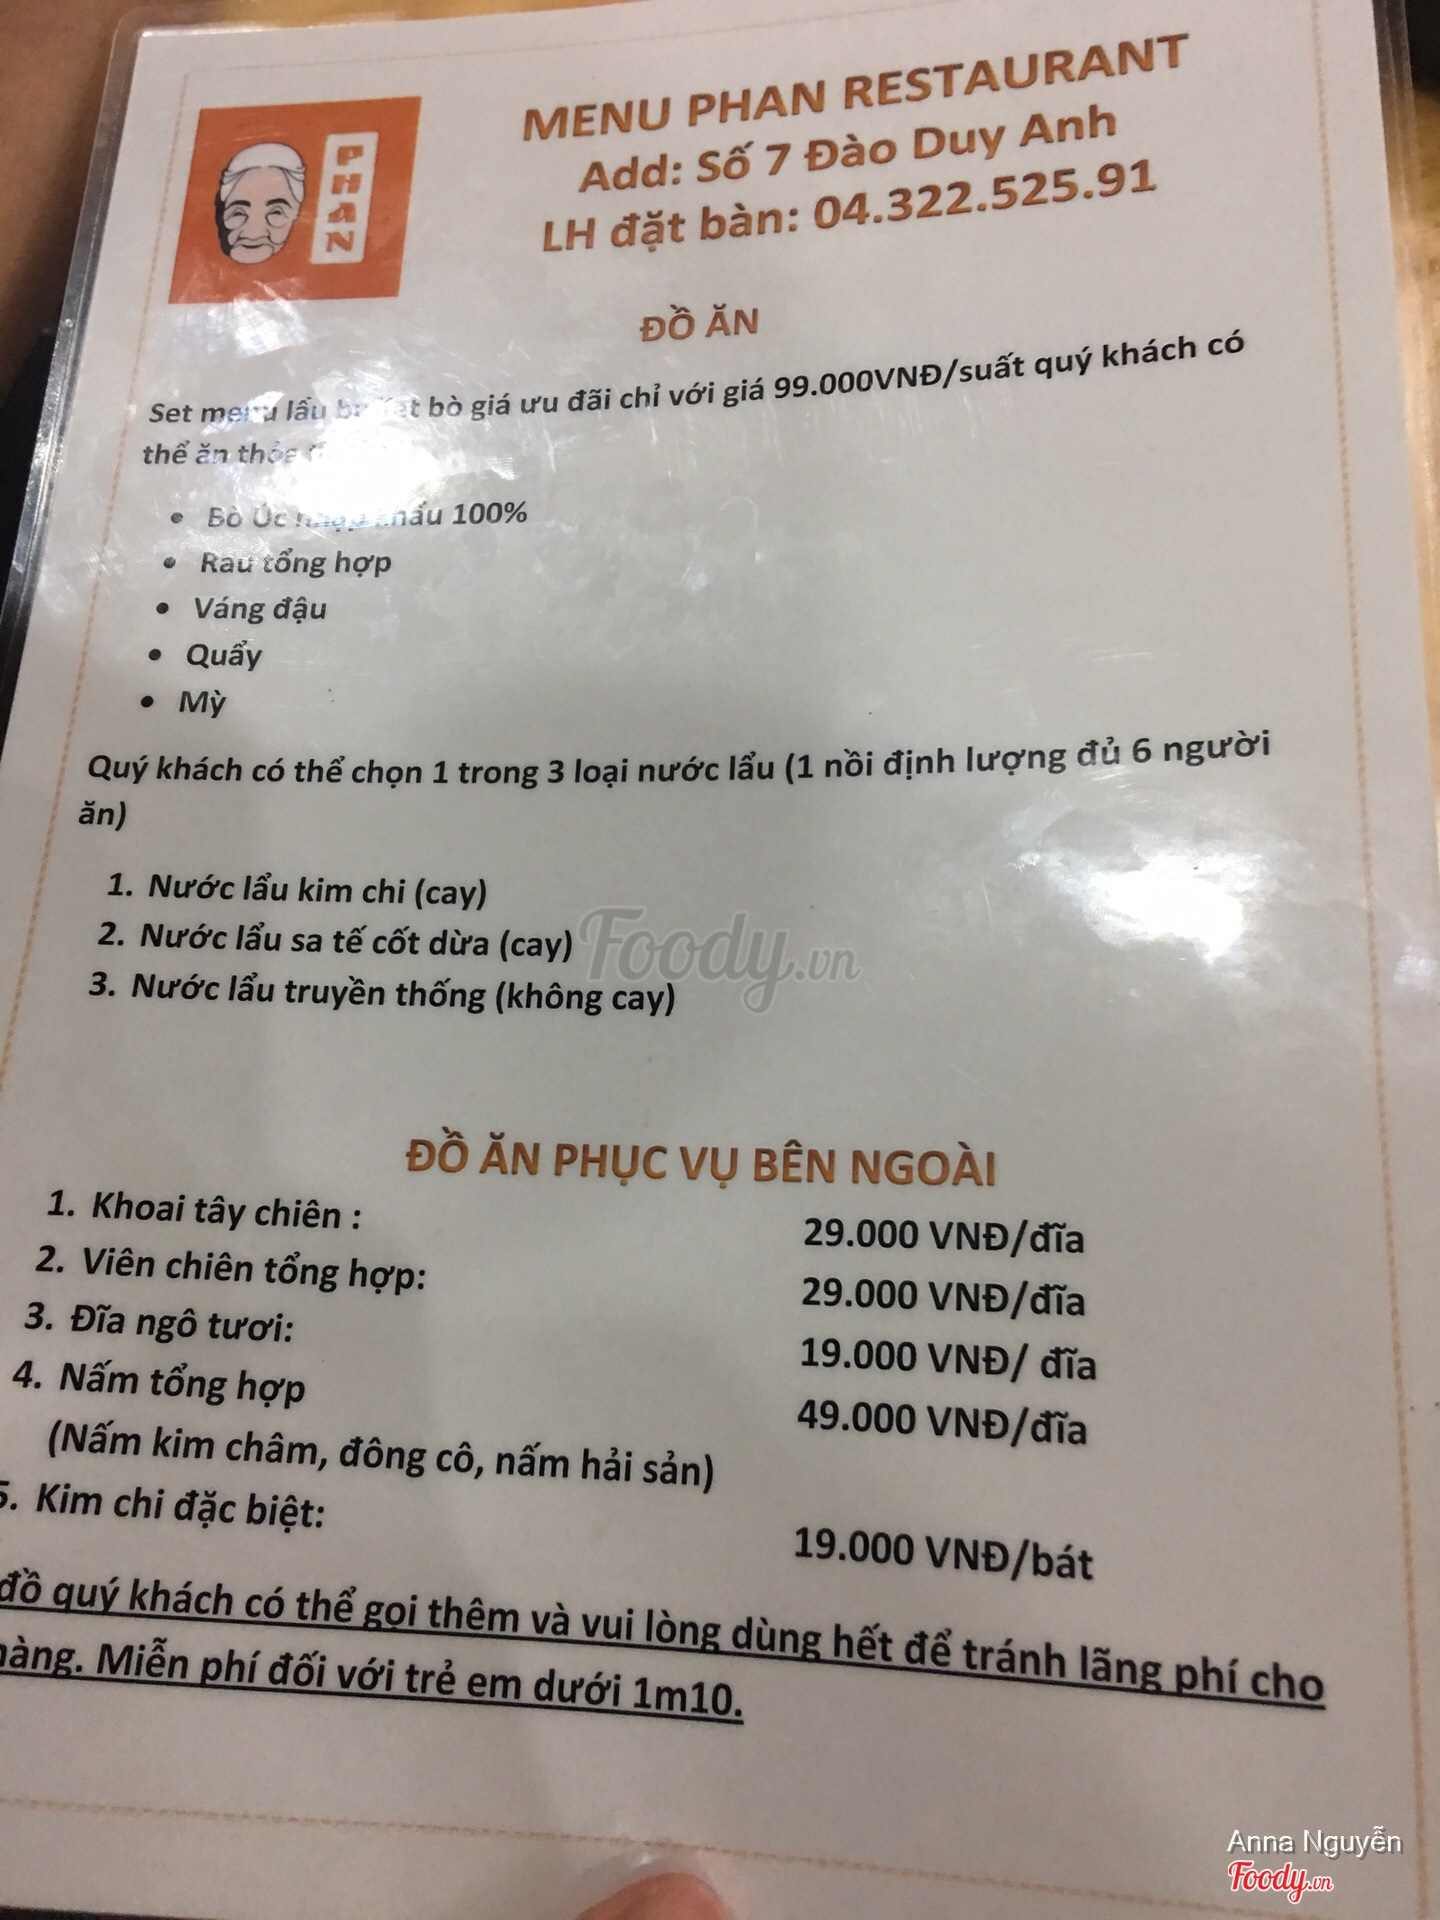 PHAN
MENU PHAN RESTAURANT
Add: Số 7 Đào Duy Anh
LH đặt bàn: 04.322.525.91
ĐỒ ĂN
Set menu lẩu bò giá ưu đãi chỉ với giá 99.000VNĐ/suất quý khách có
thể ăn
• Bò Úc nhập khẩu 100%
• Rau tổng hợp
• Váng đậu
• Quẩy
• Mỳ
Quý khách có thể chọn 1 trong 3 loại nước lẩu (1 nồi định lượng đủ 6 người
ăn)
1. Nước lẩu kim chi (cay)
2. Nước lẩu sa tế cốt dừa (cay)
3. Nước lẩu truyền thống (không cay)
Foody.vn
ĐỒ ĂN PHỤC VỤ BÊN NGOÀI
1. Khoai tây chiên : 29.000 VNĐ/đĩa
2. Viên chiên tổng hợp: 29.000 VNĐ/đĩa
3. Đĩa ngô tươi: 19.000 VNĐ/ đĩa
4. Nấm tổng hợp 49.000 VNĐ/đĩa
(Nấm kim châm, đông cô, nấm hải sản)
5. Kim chi đặc biệt: 19.000 VNĐ/bát
đồ quý khách có thể gọi thêm và vui lòng dùng hết để tránh lãng phí cho
hàng. Miễn phí đối với trẻ em dưới 1m10.
Anna Nguyễn
Foody.vn